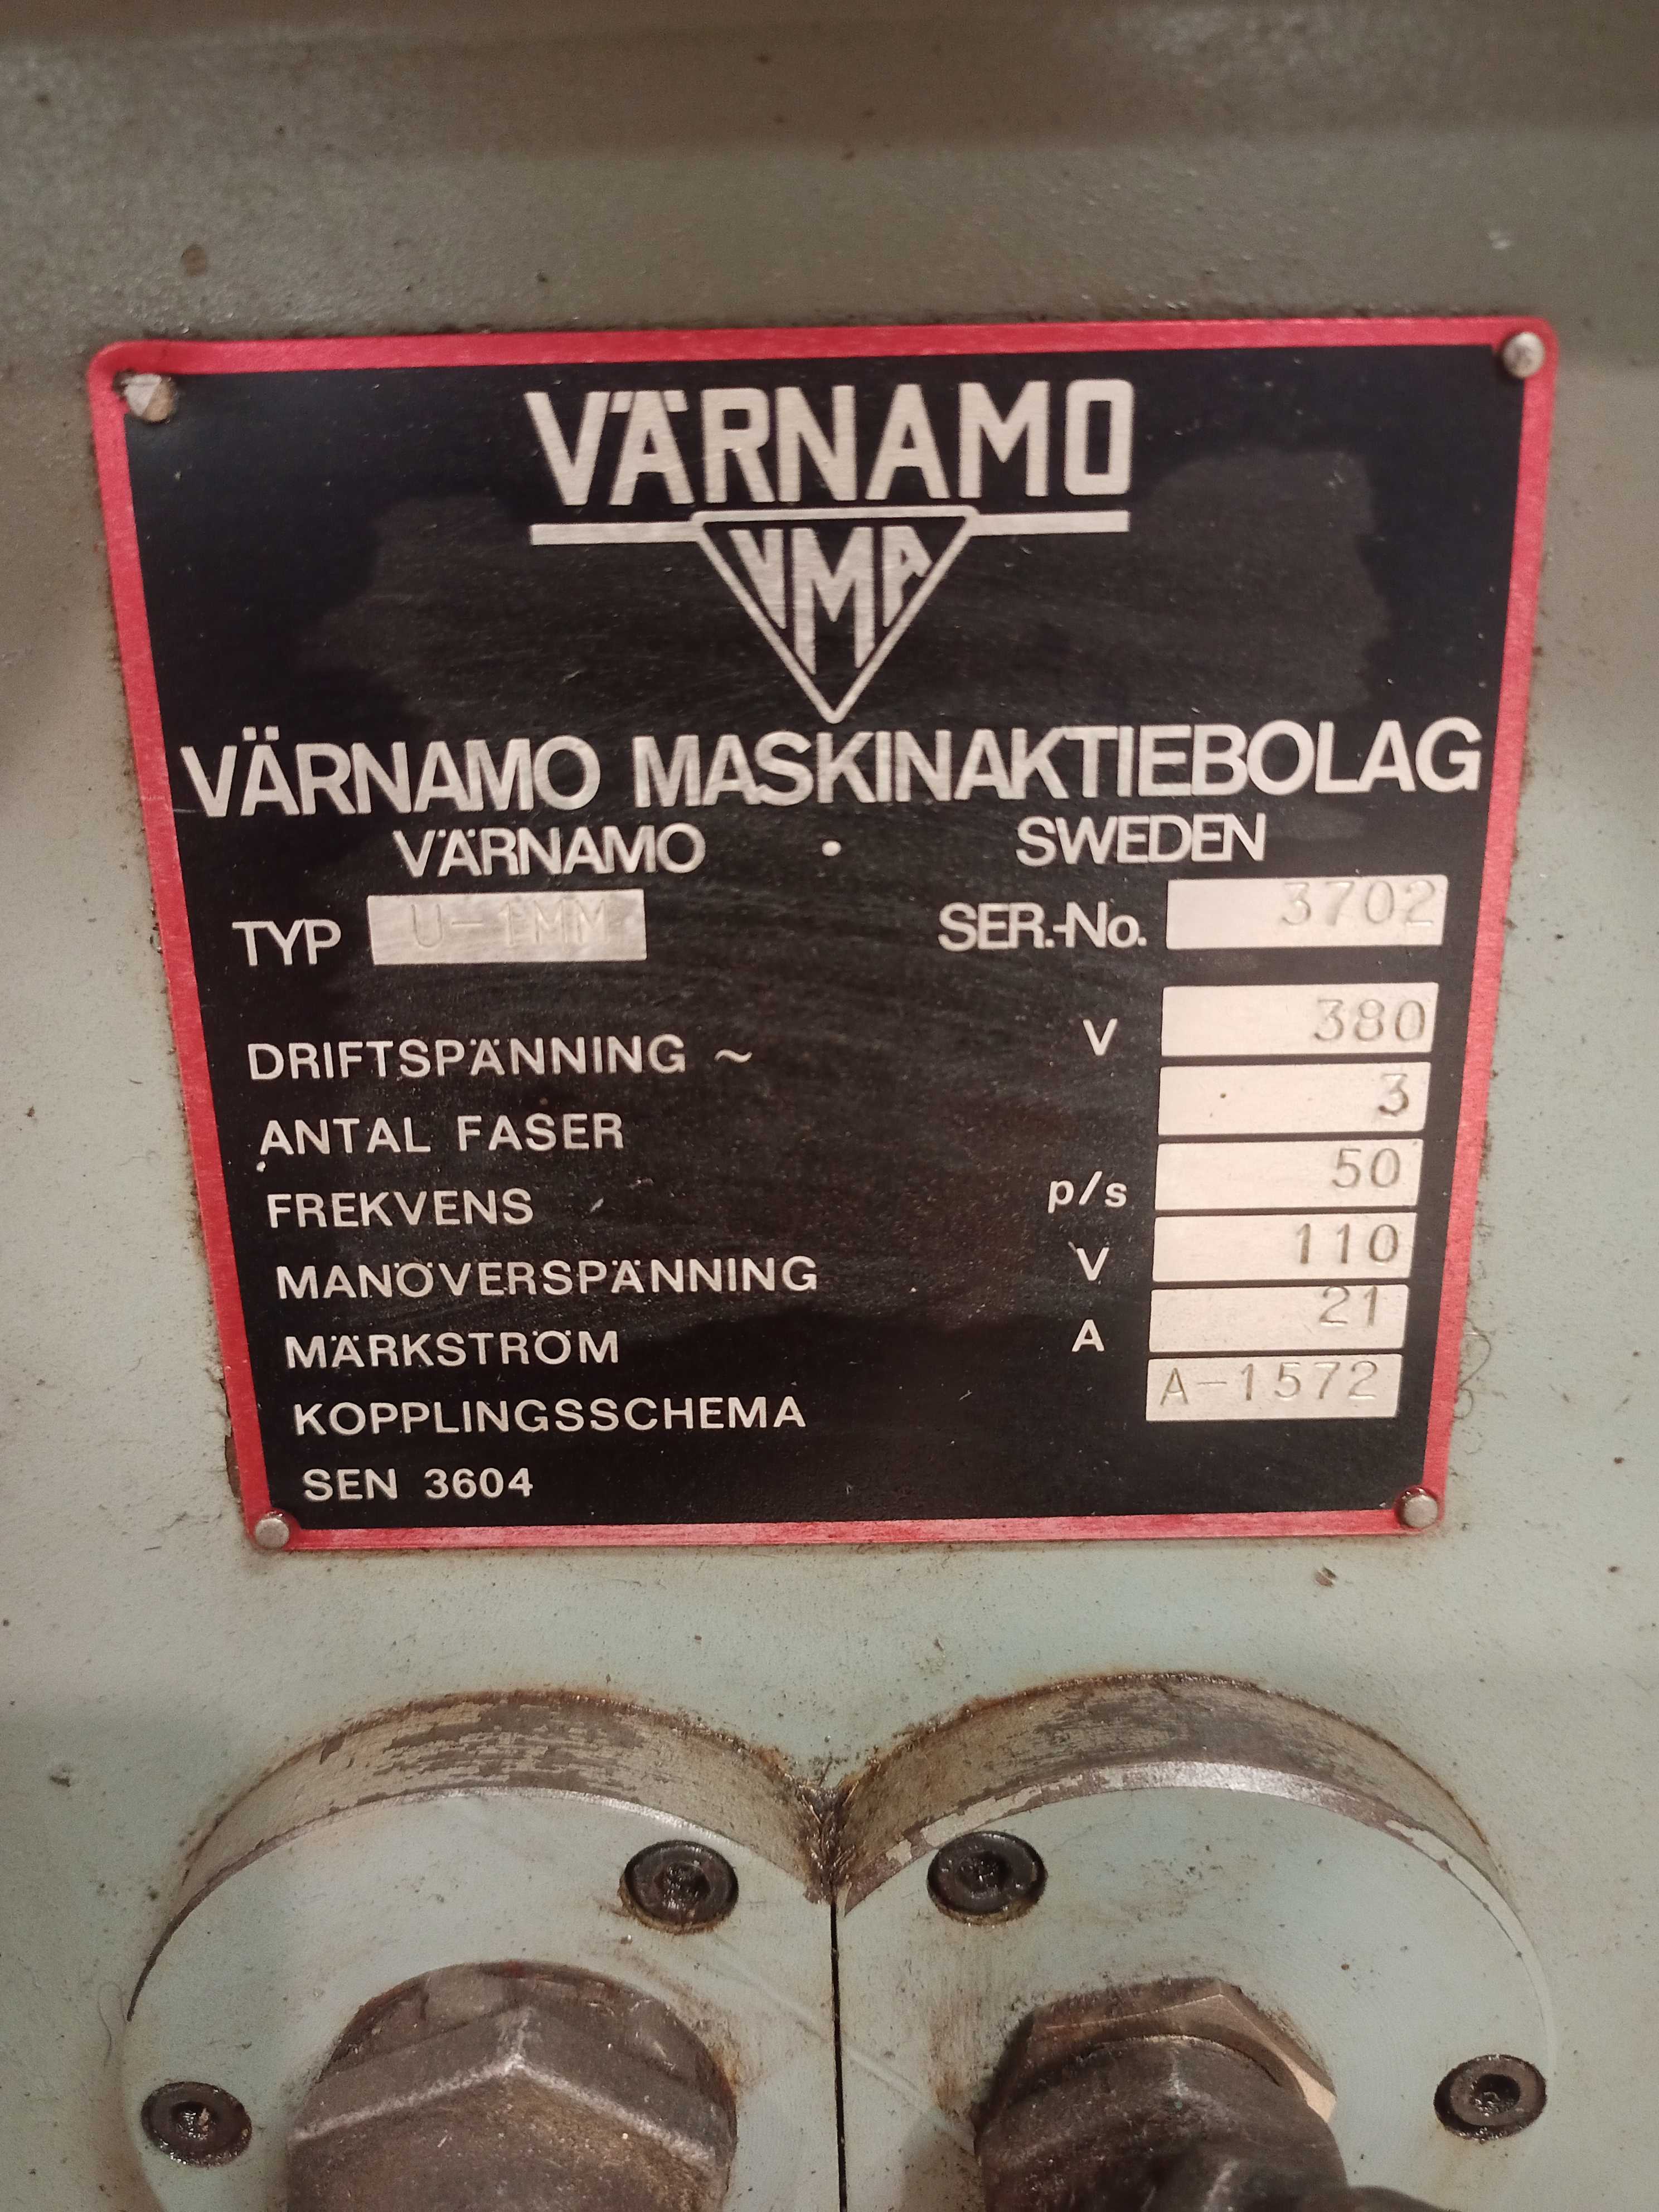 VÄRNAMO
VMA
VÄRNAMO MASKINAKTIEBOLAG
VÄRNAMO · SWEDEN
TYP U-1MM SER.-No. 3702
DRIFTSPÄNNING ~ V 380
ANTAL FASER 3
FREKVENS p/s 50
MANÖVERSPÄNNING V 110
MÄRKSTRÖM A 21
KOPPLINGSSCHEMA A-1572
SEN 3604